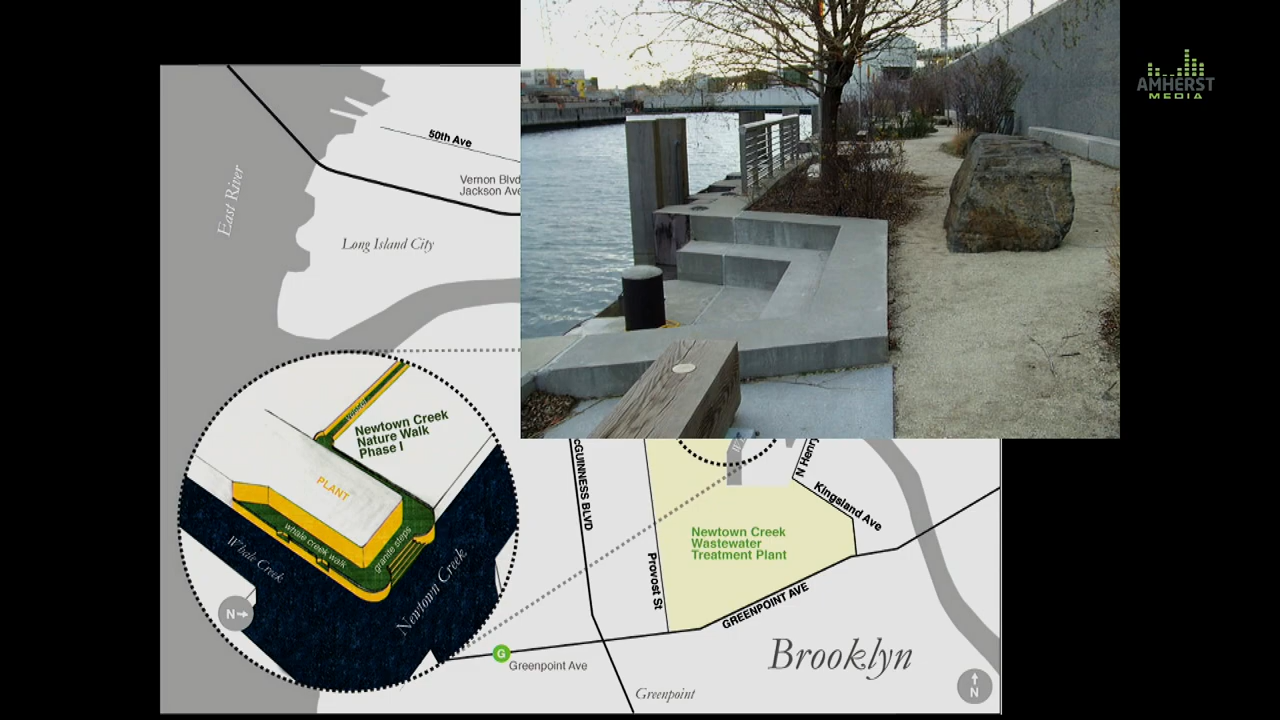 AMHERST
MEDIA
50th Ave
Vernon Blvd
Jackson Ave
East River
Long Island City
Newtown Creek
Nature Walk
Phase I
PLANT
whale creek walk
granite steps
Whale Creek
Newtown Creek
N
McGUINNESS BLVD
N Henry
Kingsland Ave
Newtown Creek
Wastewater
Treatment Plant
Provost St
GREENPOINT AVE
G
Greenpoint Ave
Brooklyn
Greenpoint
N